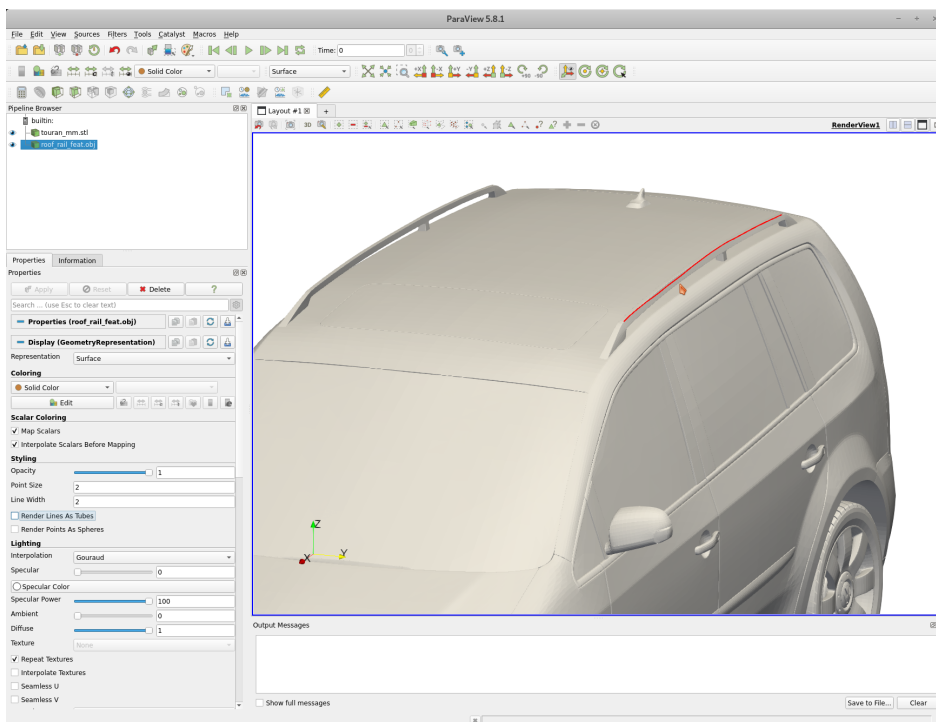 ParaView 5.8.1
File Edit View Sources Filters Tools Catalyst Macros Help
Time: 0
Solid Color
Surface
+X -X +Y -Y +Z -Z +90 -90
Pipeline Browser
builtin:
touran_mm.stl
roof_rail_feat.obj
Layout #1
3D
RenderView1
Properties Information
Properties
Apply Reset Delete ?
Search ... (use Esc to clear text)
Properties (roof_rail_feat.obj)
Display (GeometryRepresentation)
Representation Surface
Coloring
Solid Color
Edit
Scalar Coloring
Map Scalars
Interpolate Scalars Before Mapping
Styling
Opacity 1
Point Size 2
Line Width 2
Render Lines As Tubes
Render Points As Spheres
Lighting
Interpolation Gouraud
Specular 0
Specular Color
Specular Power 100
Ambient 0
Diffuse 1
Texture None
Repeat Textures
Interpolate Textures
Seamless U
Seamless V
Z
Y
X
Output Messages
Show full messages
Save to File... Clear